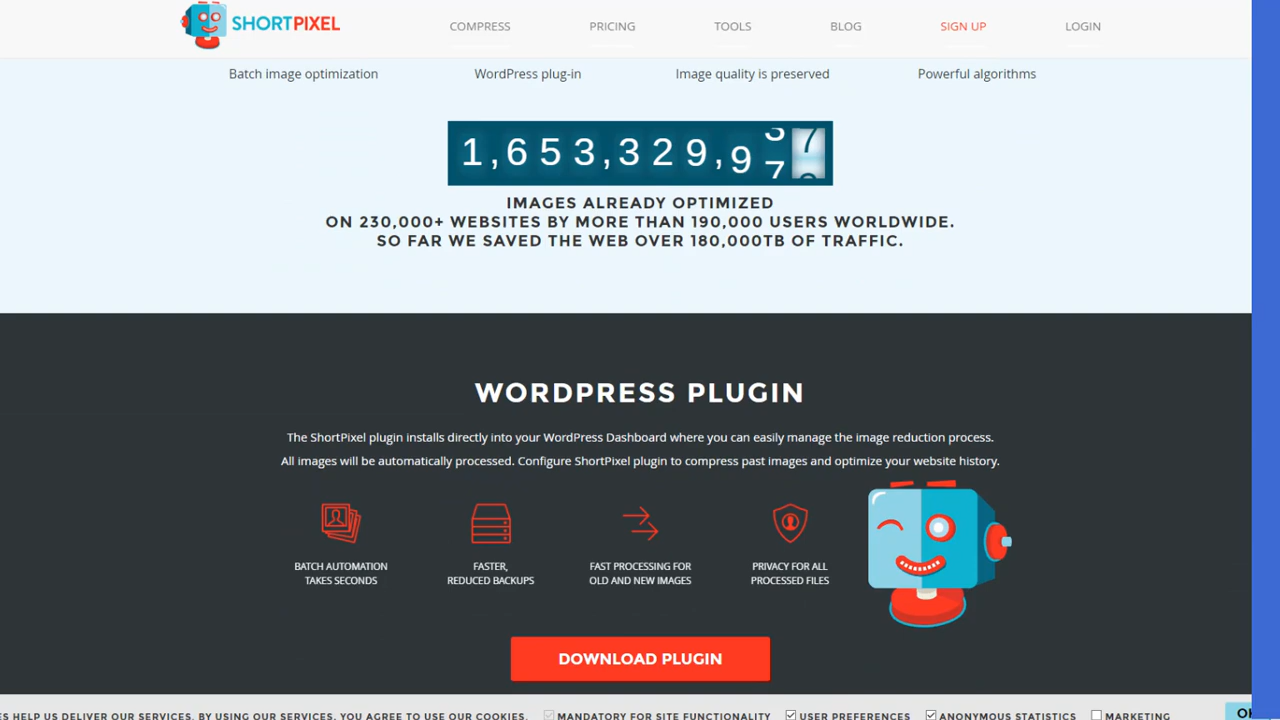 SHORTPIXEL
COMPRESS PRICING TOOLS BLOG SIGN UP LOGIN
Batch image optimization WordPress plug-in Image quality is preserved Powerful algorithms
1,653,329,9
IMAGES ALREADY OPTIMIZED
ON 230,000+ WEBSITES BY MORE THAN 190,000 USERS WORLDWIDE.
SO FAR WE SAVED THE WEB OVER 180,000TB OF TRAFFIC.
WORDPRESS PLUGIN
The ShortPixel plugin installs directly into your WordPress Dashboard where you can easily manage the image reduction process.
All images will be automatically processed. Configure ShortPixel plugin to compress past images and optimize your website history.
BATCH AUTOMATION
TAKES SECONDS
FASTER,
REDUCED BACKUPS
FAST PROCESSING FOR
OLD AND NEW IMAGES
PRIVACY FOR ALL
PROCESSED FILES
DOWNLOAD PLUGIN
HELP US DELIVER OUR SERVICES. BY USING OUR SERVICES, YOU AGREE TO USE OUR COOKIES. MANDATORY FOR SITE FUNCTIONALITY USER PREFERENCES ANONYMOUS STATISTICS MARKETING